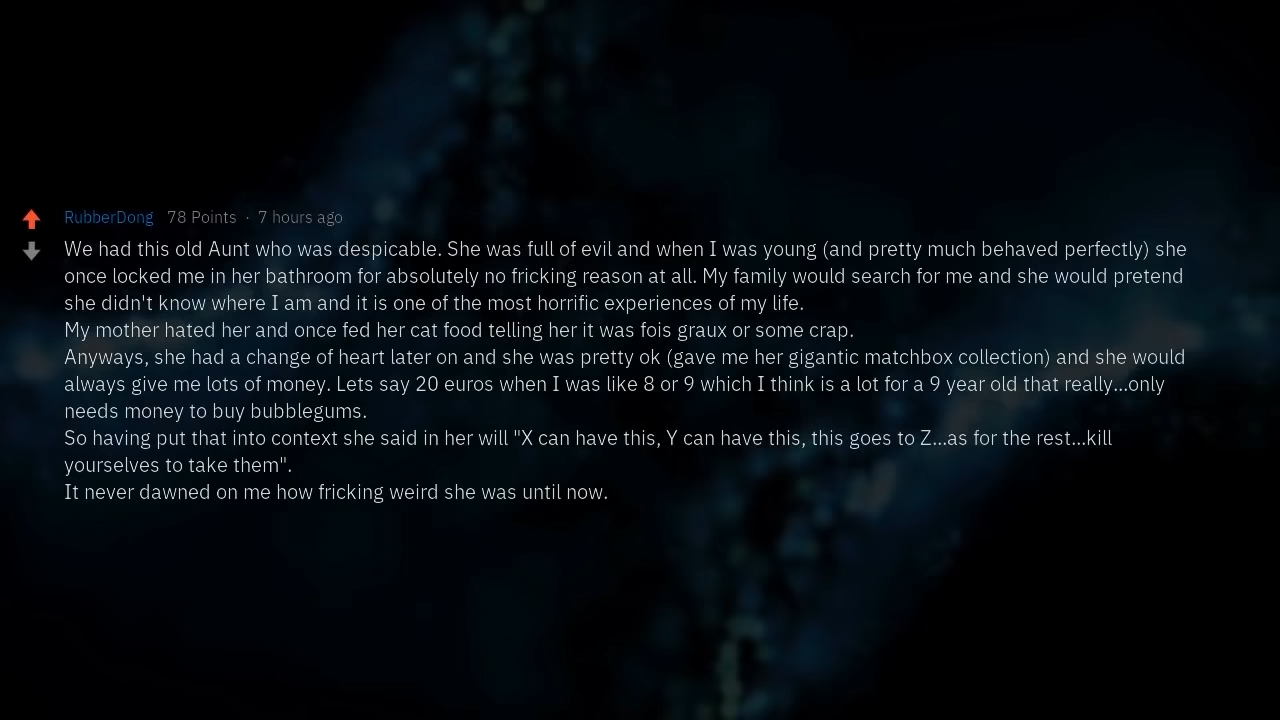 RubberDong 78 Points · 7 hours ago
We had this old Aunt who was despicable. She was full of evil and when I was young (and pretty much behaved perfectly) she
once locked me in her bathroom for absolutely no fricking reason at all. My family would search for me and she would pretend
she didn't know where I am and it is one of the most horrific experiences of my life.
My mother hated her and once fed her cat food telling her it was fois graux or some crap.
Anyways, she had a change of heart later on and she was pretty ok (gave me her gigantic matchbox collection) and she would
always give me lots of money. Lets say 20 euros when I was like 8 or 9 which I think is a lot for a 9 year old that really...only
needs money to buy bubblegums.
So having put that into context she said in her will "X can have this, Y can have this, this goes to Z...as for the rest...kill
yourselves to take them".
It never dawned on me how fricking weird she was until now.